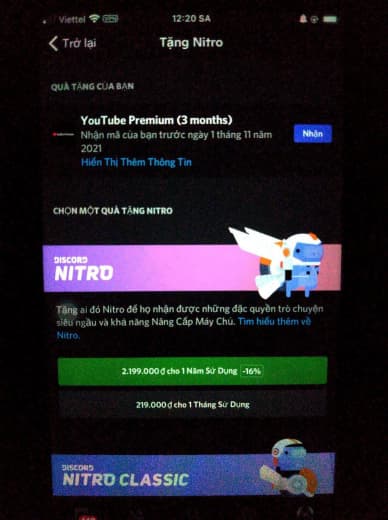 Viettel VPN
12:20 SA
Trở lại
Tặng Nitro
QUÀ TẶNG CỦA BẠN
YouTube Premium (3 months)
Nhận mã của bạn trước ngày 1 tháng 11 năm
2021
Hiển Thị Thêm Thông Tin
Nhận
CHỌN MỘT QUÀ TẶNG NITRO
DISCORD
NITRO
Tặng ai đó Nitro để họ nhận được những đặc quyền trò chuyện
siêu ngầu và khả năng Nâng Cấp Máy Chủ. Tìm hiểu thêm về
Nitro.
2.199.000 ₫ cho 1 Năm Sử Dụng -16%
219.000 ₫ cho 1 Tháng Sử Dụng
DISCORD
NITRO CLASSIC